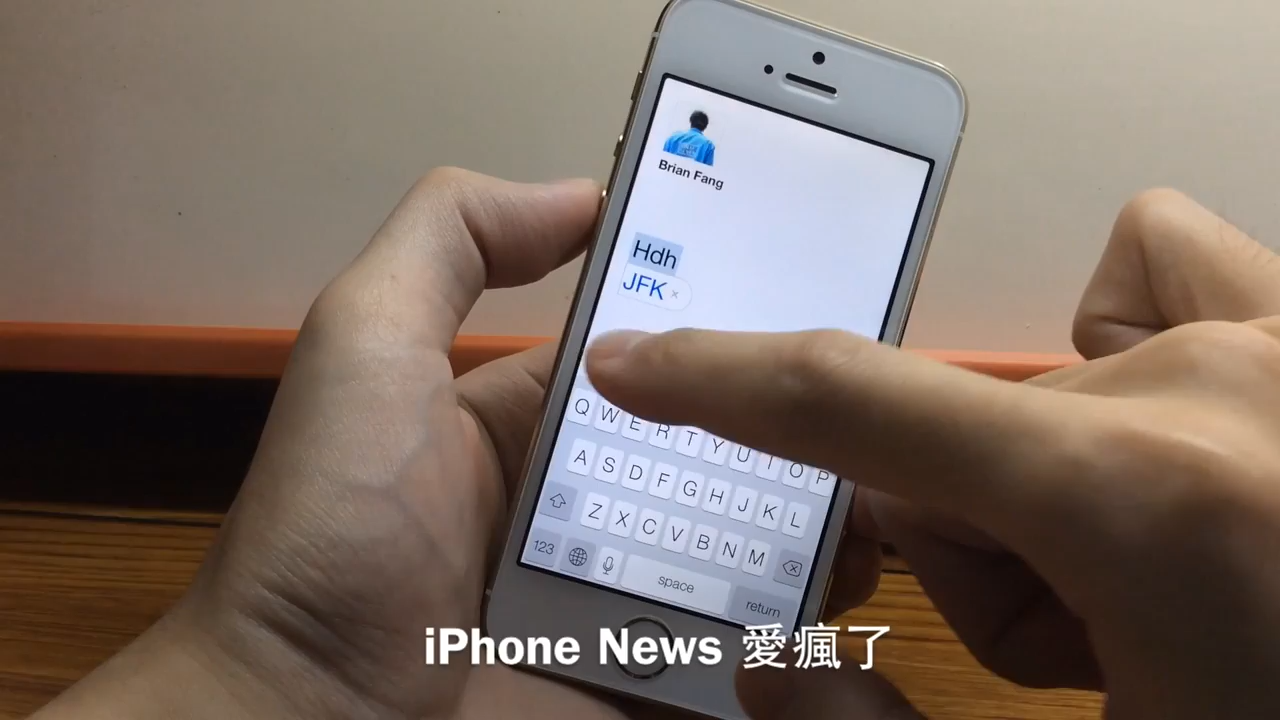 Brian Fang
Hdh
JFK ×
Q W E R T Y U I O P
A S D F G H J K L
Z X C V B N M
123 space return
iPhone News 愛瘋了